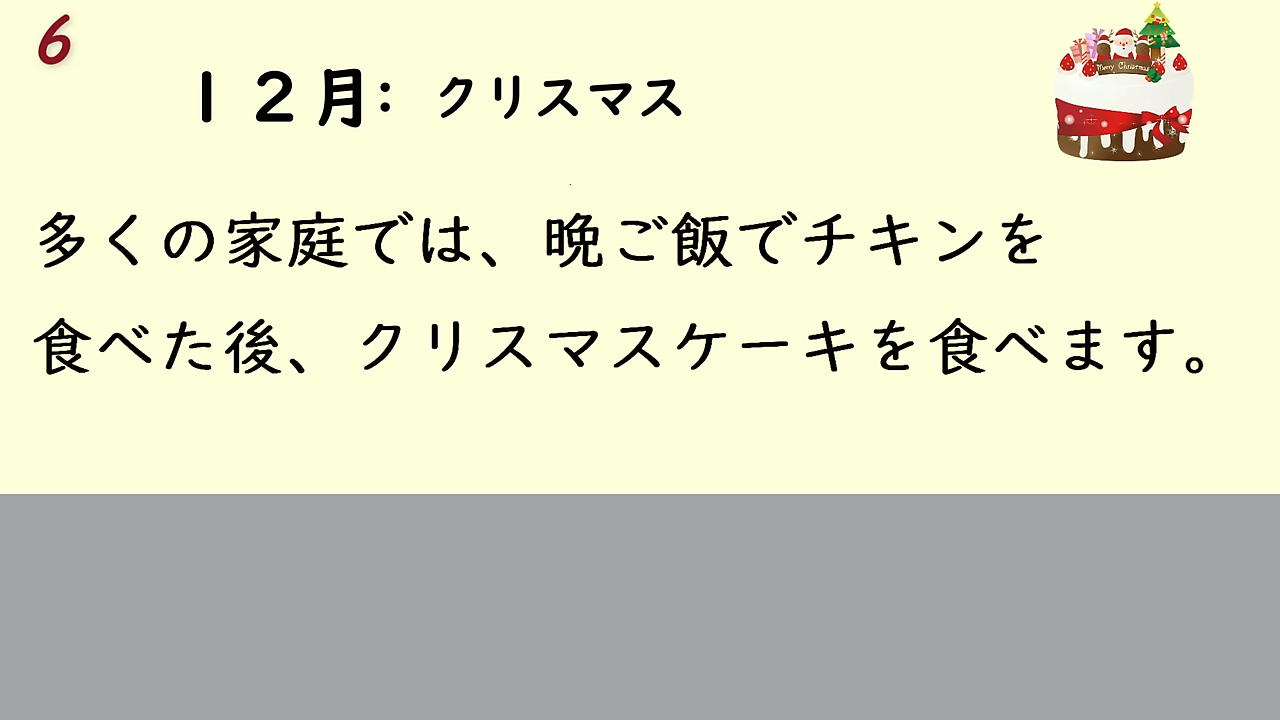 6
１２月：クリスマス
Merry Christmas
多くの家庭では、晩ご飯でチキンを
食べた後、クリスマスケーキを食べます。